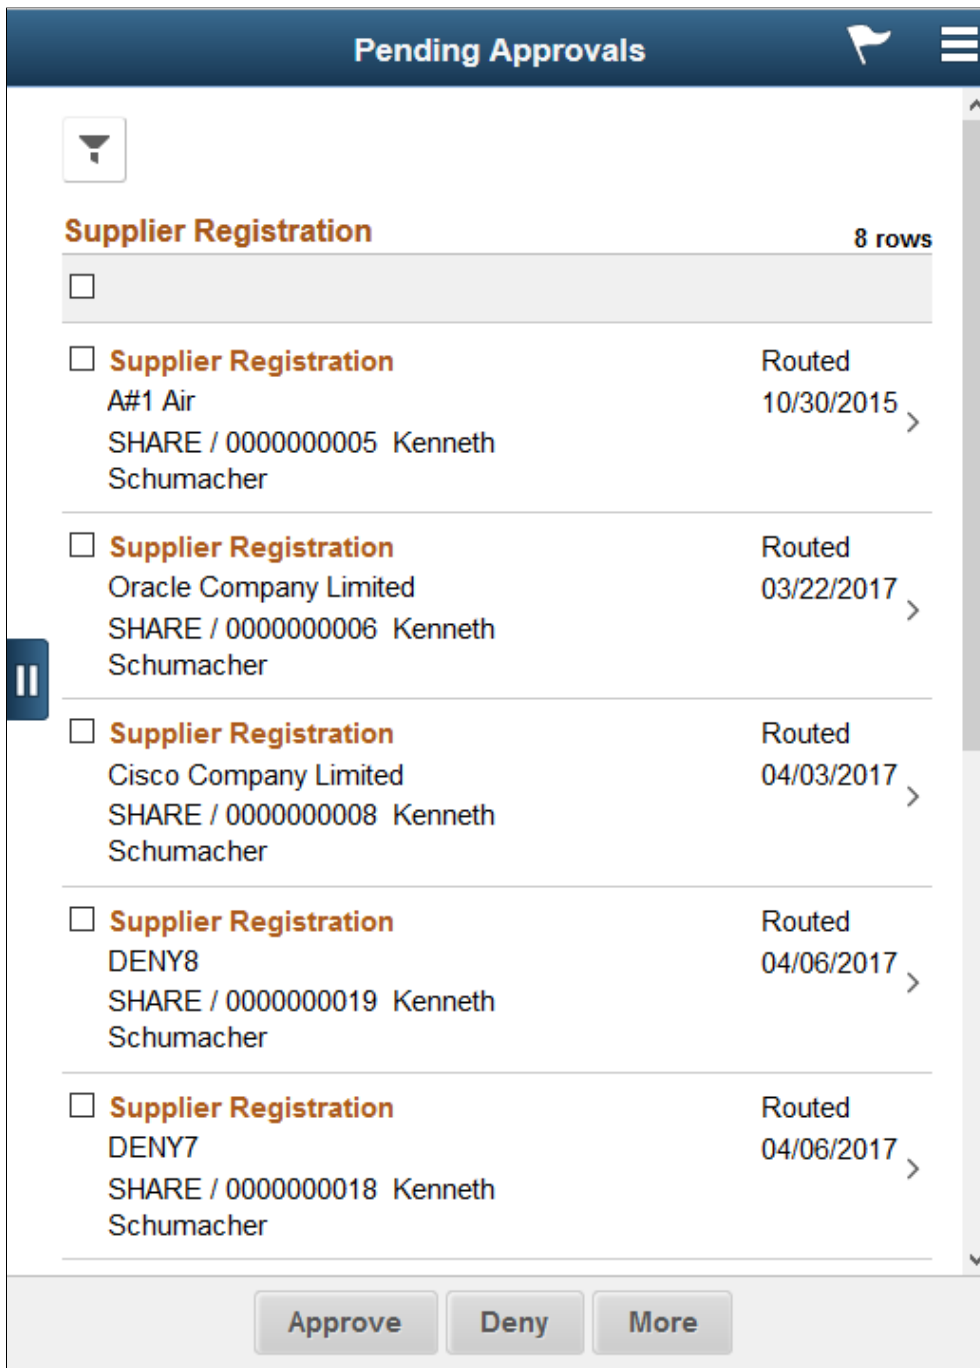 Pending Approvals
Supplier Registration
8 rows
Supplier Registration
Routed
A#1 Air
10/30/2015
SHARE / 0000000005 Kenneth
Schumacher
Supplier Registration
Routed
Oracle Company Limited
03/22/2017
SHARE / 0000000006 Kenneth
Schumacher
Supplier Registration
Routed
Cisco Company Limited
04/03/2017
SHARE / 0000000008 Kenneth
Schumacher
Supplier Registration
Routed
DENY8
04/06/2017
SHARE / 0000000019 Kenneth
Schumacher
Supplier Registration
Routed
DENY7
04/06/2017
SHARE / 0000000018 Kenneth
Schumacher
Approve
Deny
More